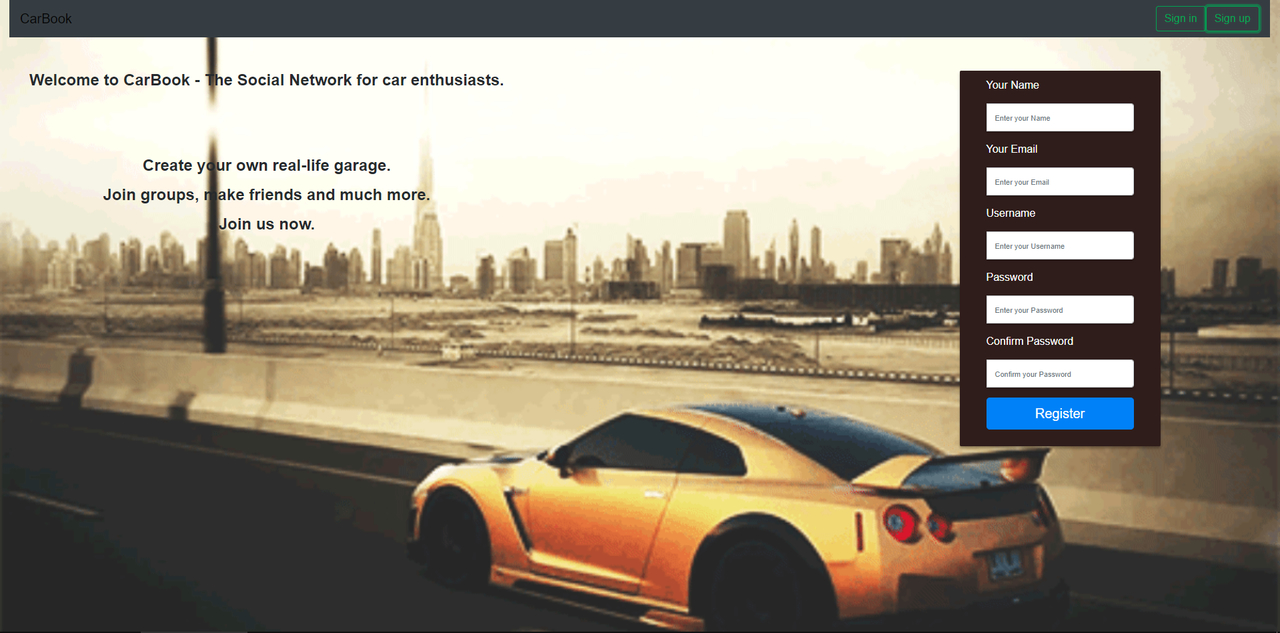 CarBook
Sign in
Sign up
Welcome to CarBook - The Social Network for car enthusiasts.
Create your own real-life garage.
Join groups, make friends and much more.
Join us now.
Your Name
Enter your Name
Your Email
Enter your Email
Username
Enter your Username
Password
Enter your Password
Confirm Password
Confirm your Password
Register